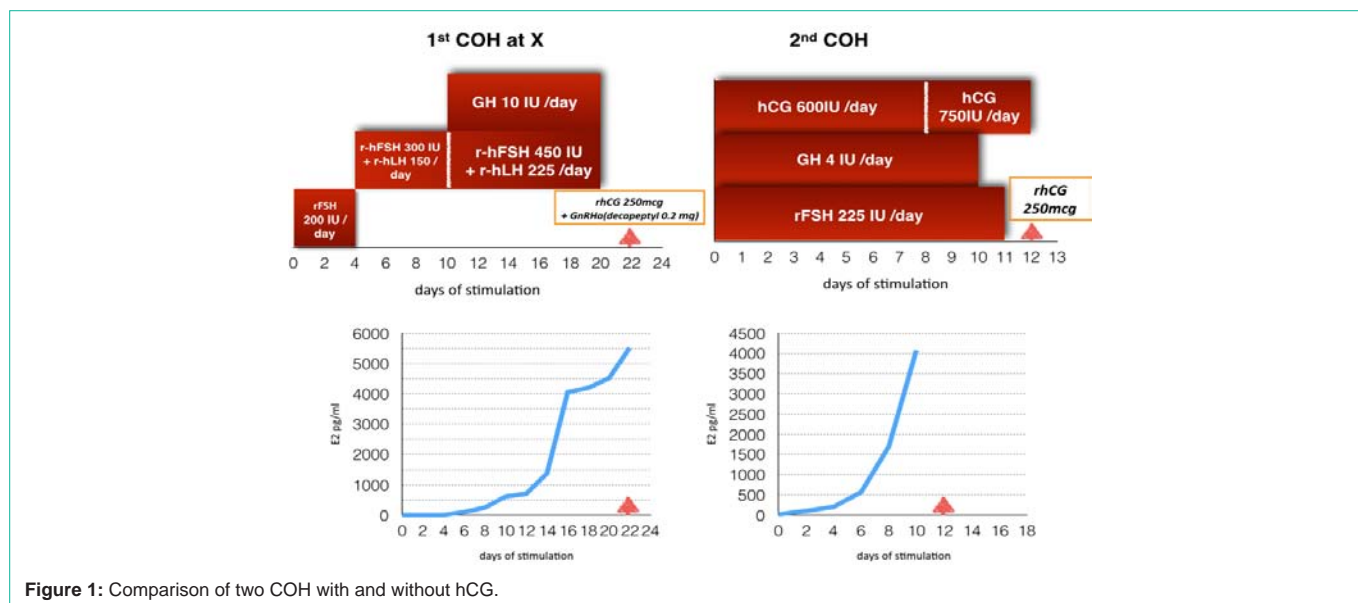 1st COH at X
GH 10 IU /day
r-hFSH 300 IU
+ r-hLH 150 /
day
r-hFSH 450 IU
+ r-hLH 225 /day
rFSH
200 IU /
day
rhCG 250mcg
+ GnRHa(decapeptyl 0.2 mg)
0 2 4 6 8 10 12 14 16 18 20 22 24
days of stimulation
2nd COH
hCG 600IU /day
hCG
750IU /day
GH 4 IU /day
rFSH 225 IU /day
rhCG
250mcg
0 1 2 3 4 5 6 7 8 9 10 11 12 13
days of stimulation
6000
5000
4000
3000
2000
1000
0
E2 pg/ml
0 2 4 6 8 10 12 14 16 18 20 22 24
days of stimulation
4500
4000
3500
3000
2500
2000
1500
1000
500
0
E2 pg/ml
0 2 4 6 8 10 12 14 16 18
days of stimulation
Figure 1: Comparison of two COH with and without hCG.